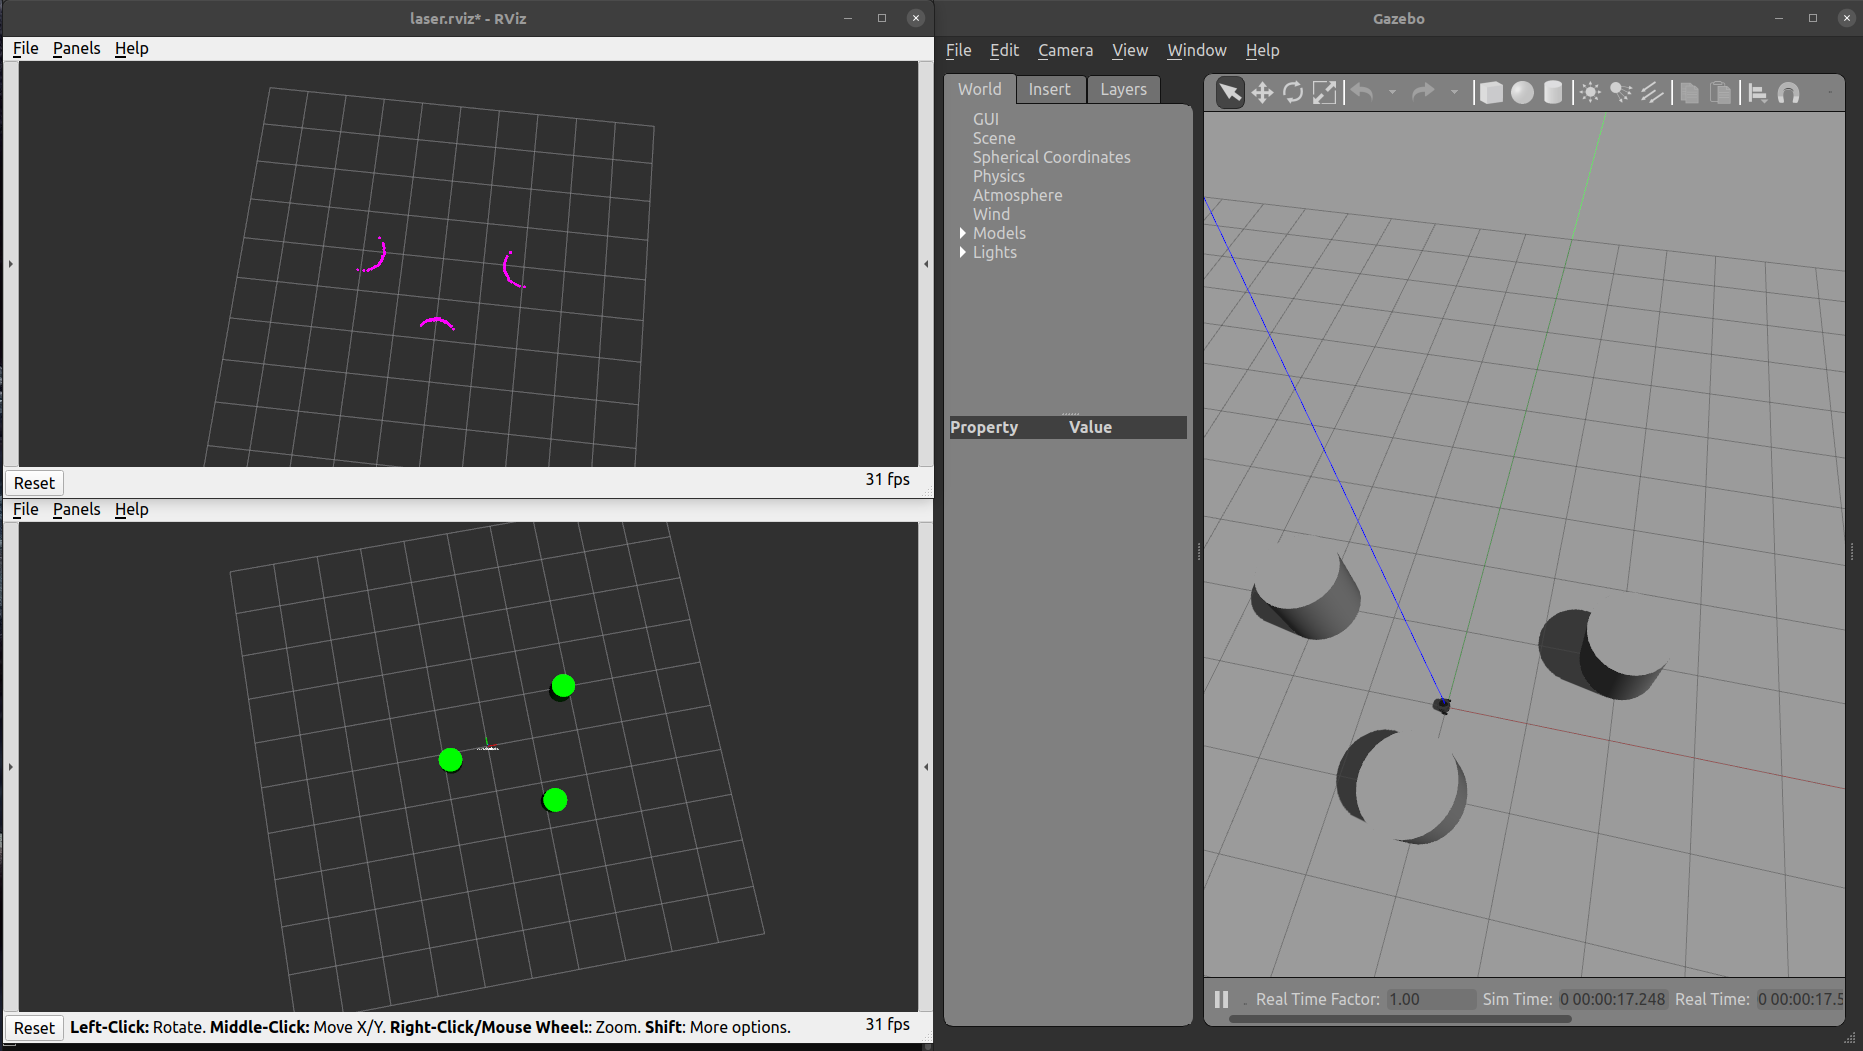 laser.rviz* - RViz
File Panels Help
Reset
31 fps
File Panels Help
Reset Left-Click: Rotate. Middle-Click: Move X/Y. Right-Click/Mouse Wheel:: Zoom. Shift: More options.
31 fps
Gazebo
File Edit Camera View Window Help
World Insert Layers
GUI
Scene
Spherical Coordinates
Physics
Atmosphere
Wind
Models
Lights
Property Value
Real Time Factor: 1.00 Sim Time: 0 00:00:17.248 Real Time: 0 00:00:17.5